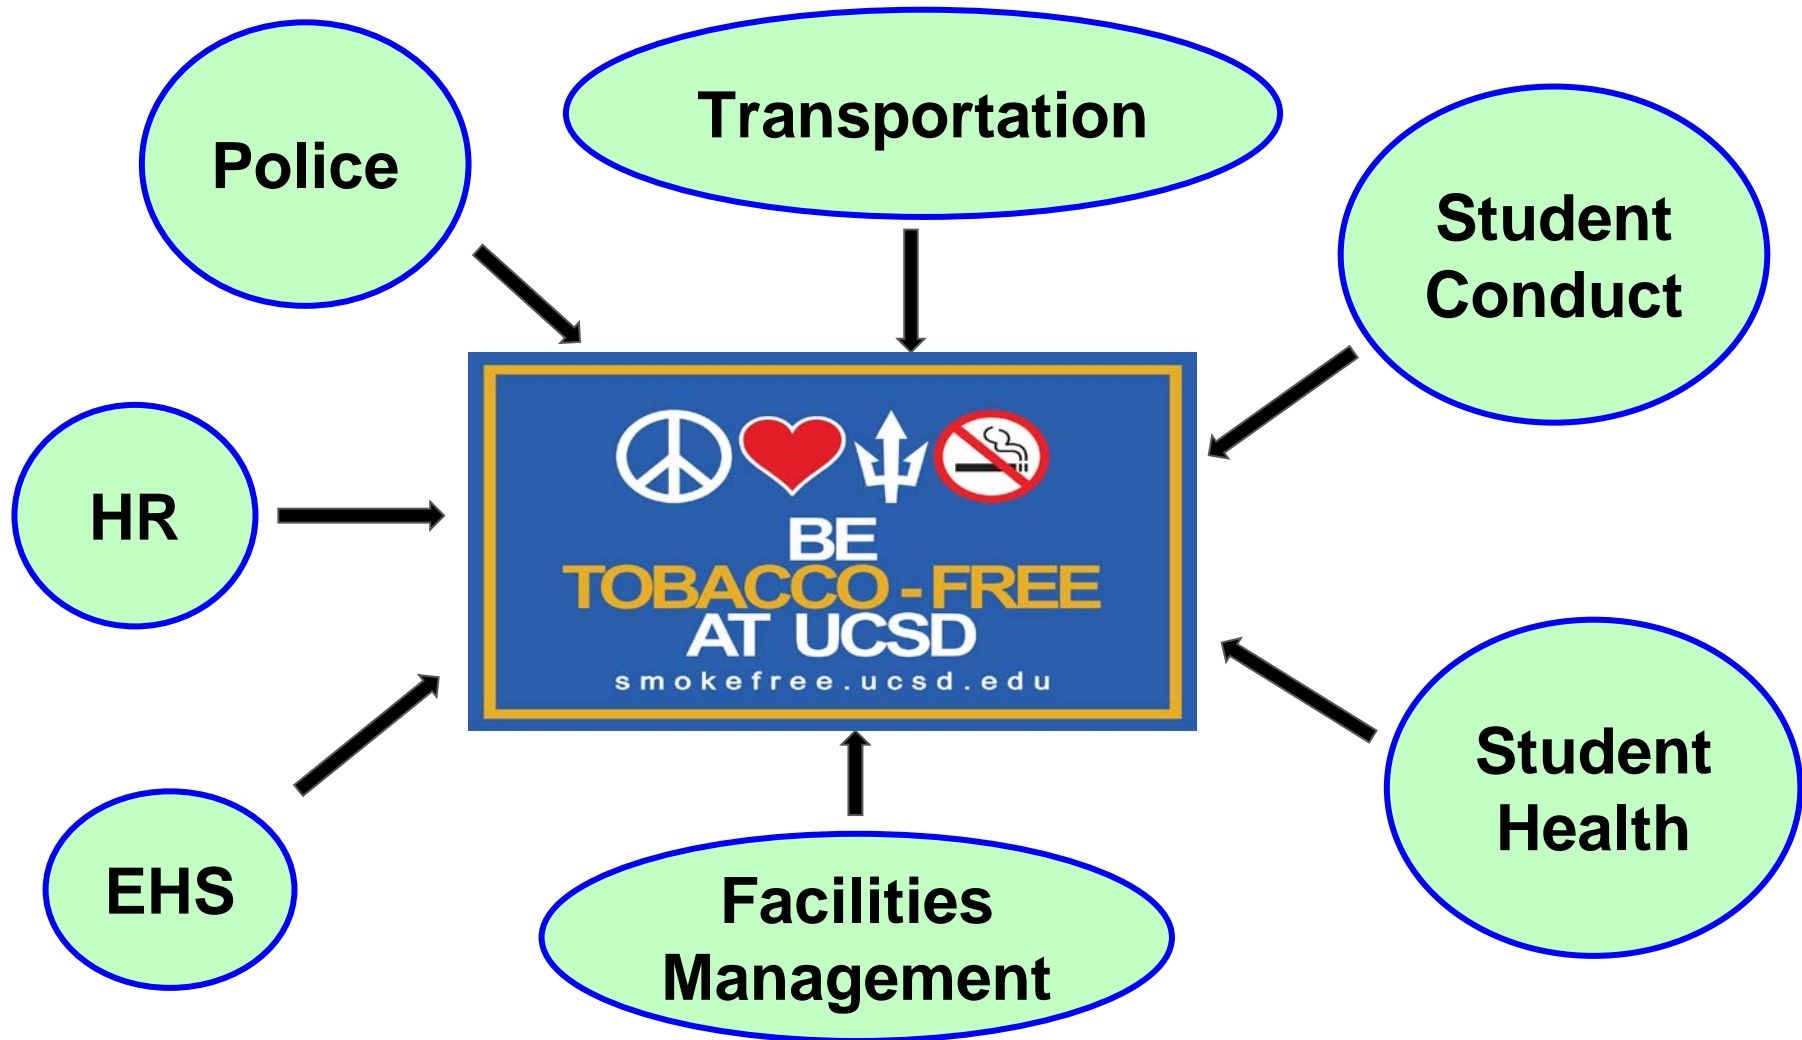 Transportation
Police
Student
Conduct
HR
BE
TOBACCO - FREE
AT UCSD
smokefree.ucsd.edu
Student
Health
EHS
Facilities
Management